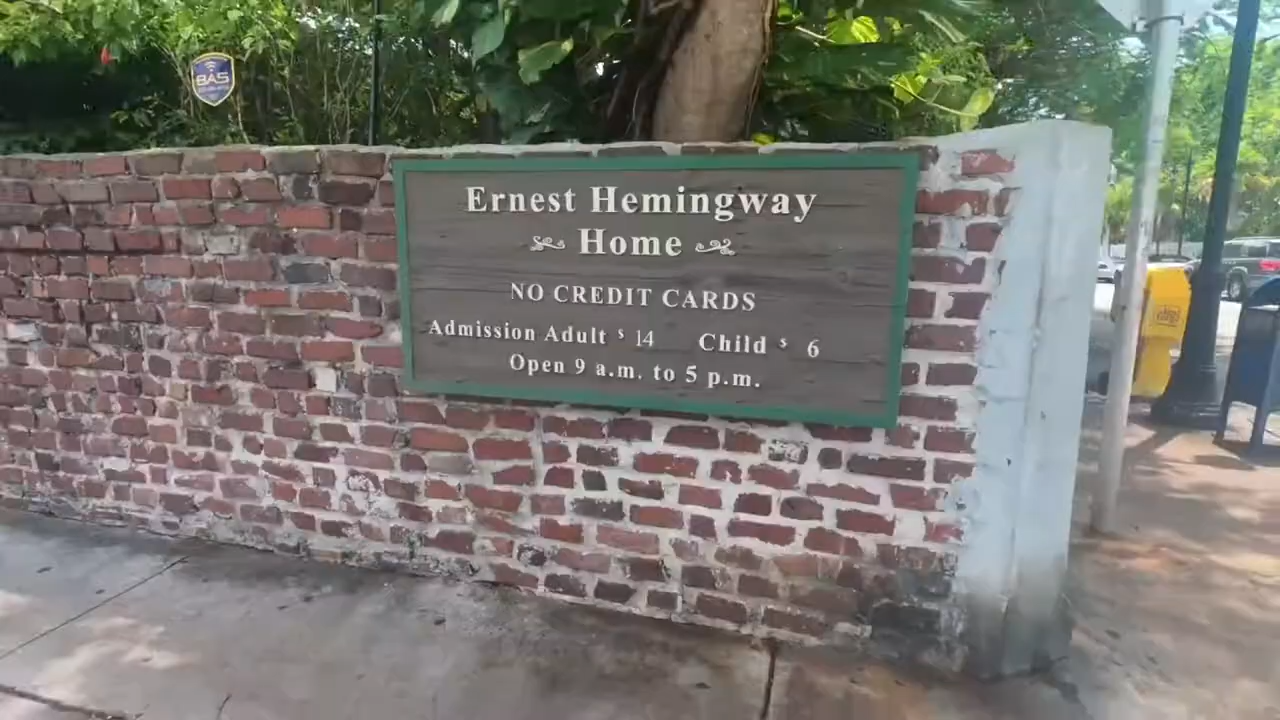 BAS
Ernest Hemingway
Home
NO CREDIT CARDS
Admission Adult $ 14 Child $ 6
Open 9 a.m. to 5 p.m.